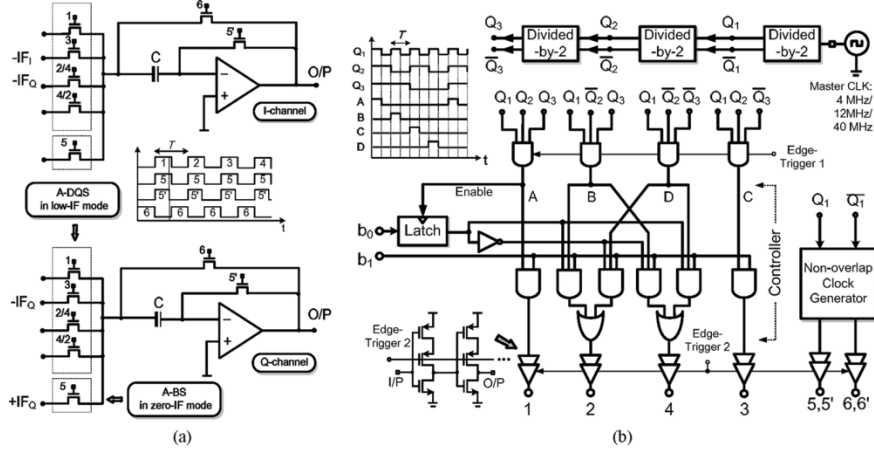 6
1
5'
-IF_I
3
C
-IF_Q
2/4
O/P
4/2
I-channel
5
T
1 2 3 4
5 5 5
5' 5' 5'
6 6 6
t
A-DQS
in low-IF mode
6
1
5'
-IF_Q
3
C
2/4
O/P
4/2
Q-channel
5
+IF_Q
A-BS
in zero-IF mode
(a)
T
Q₁
Q₂
Q₃
A
B
C
D
t
Q₃ Divided -by-2 Q₂ Divided -by-2 Q₁ Divided -by-2
Q̅₃ Q̅₂ Q̅₁
Master CLK:
4 MHz/
12MHz/
40 MHz
Q₁ Q₂ Q₃ Q₁ Q̅₂ Q₃ Q₁ Q̅₂ Q̅₃ Q₁ Q₂ Q̅₃
Edge-
Trigger 1
Enable
A B D C
b₀
Latch
b₁
Controller
Q₁ Q̅₁
Non-overlap
Clock
Generator
Edge-
Trigger 2
I/P
O/P
Edge-
Trigger 2
1 2 4 3 5,5' 6,6'
(b)